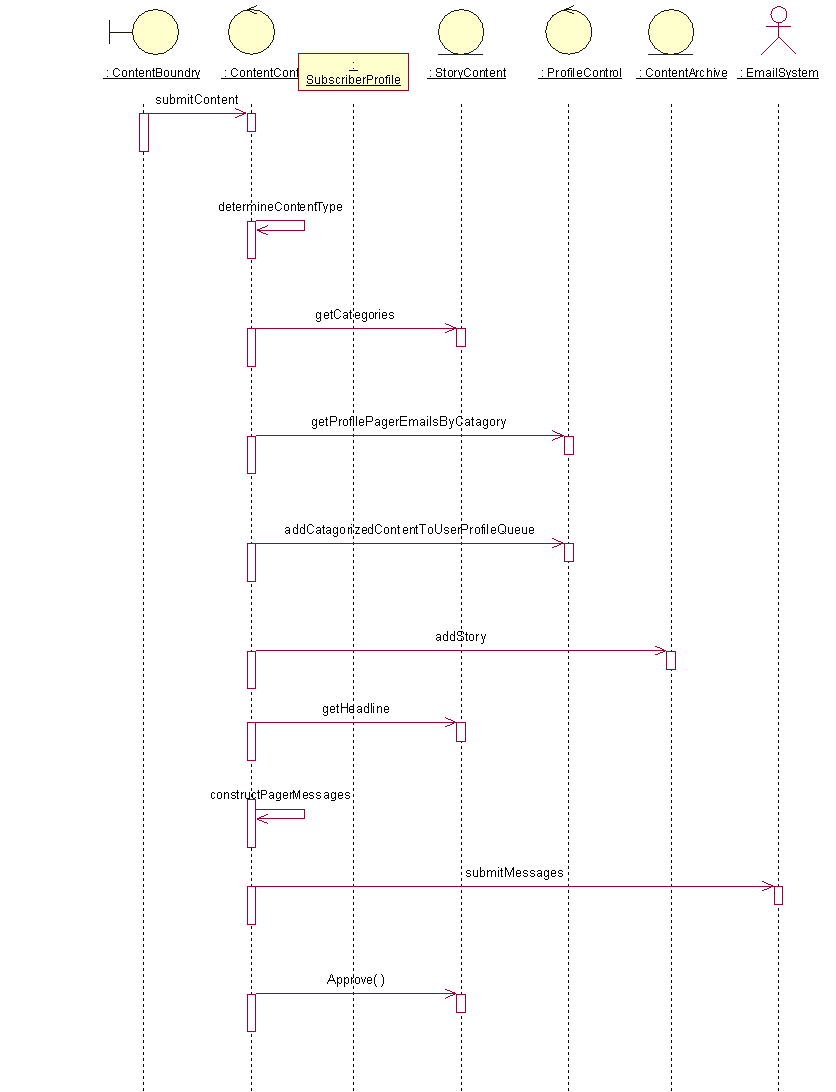 : ContentBoundry
: ContentCont
:
SubscriberProfile
: StoryContent
: ProfileControl
: ContentArchive
: EmailSystem
submitContent
determineContentType
getCategories
getProfilePagerEmailsByCatagory
addCatagorizedContentToUserProfileQueue
addStory
getHeadline
constructPagerMessages
submitMessages
Approve( )